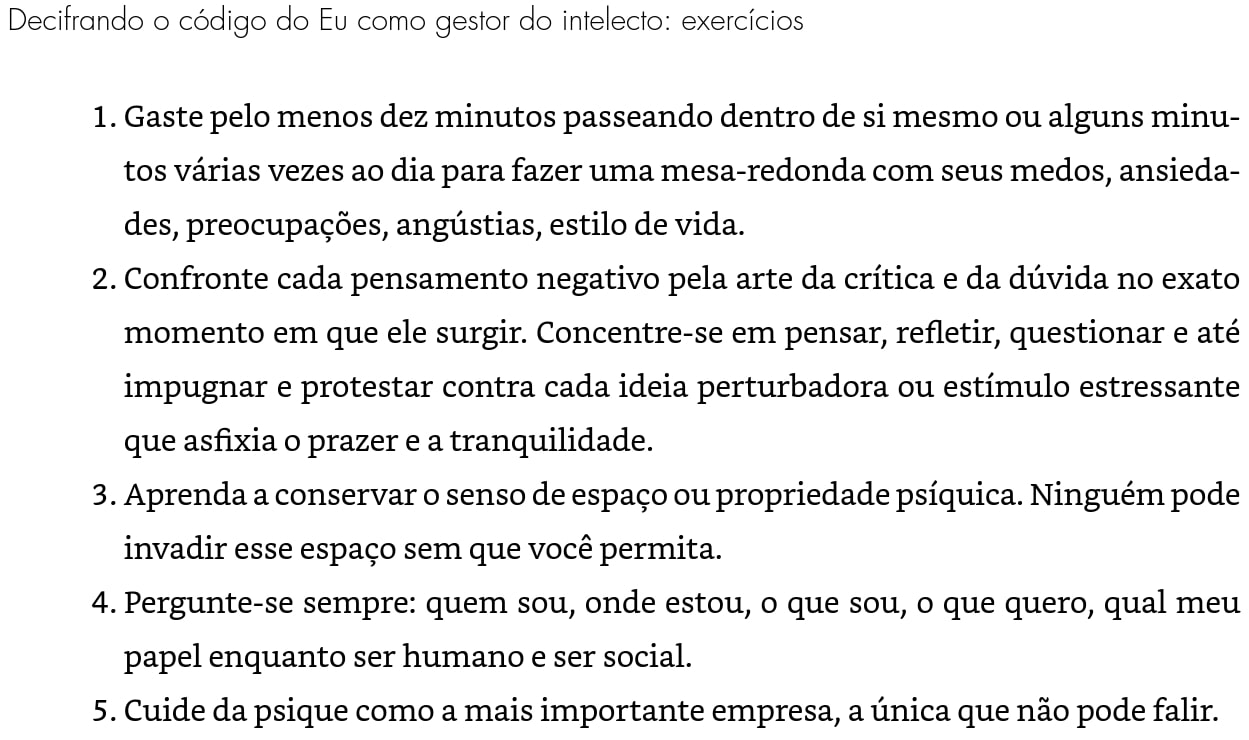 Decifrando o código do Eu como gestor do intelecto: exercícios
1. Gaste pelo menos dez minutos passeando dentro de si mesmo ou alguns minu-
tos várias vezes ao dia para fazer uma mesa-redonda com seus medos, ansieda-
des, preocupações, angústias, estilo de vida.
2. Confronte cada pensamento negativo pela arte da crítica e da dúvida no exato
momento em que ele surgir. Concentre-se em pensar, refletir, questionar e até
impugnar e protestar contra cada ideia perturbadora ou estímulo estressante
que asfixia o prazer e a tranquilidade.
3. Aprenda a conservar o senso de espaço ou propriedade psíquica. Ninguém pode
invadir esse espaço sem que você permita.
4. Pergunte-se sempre: quem sou, onde estou, o que sou, o que quero, qual meu
papel enquanto ser humano e ser social.
5. Cuide da psique como a mais importante empresa, a única que não pode falir.